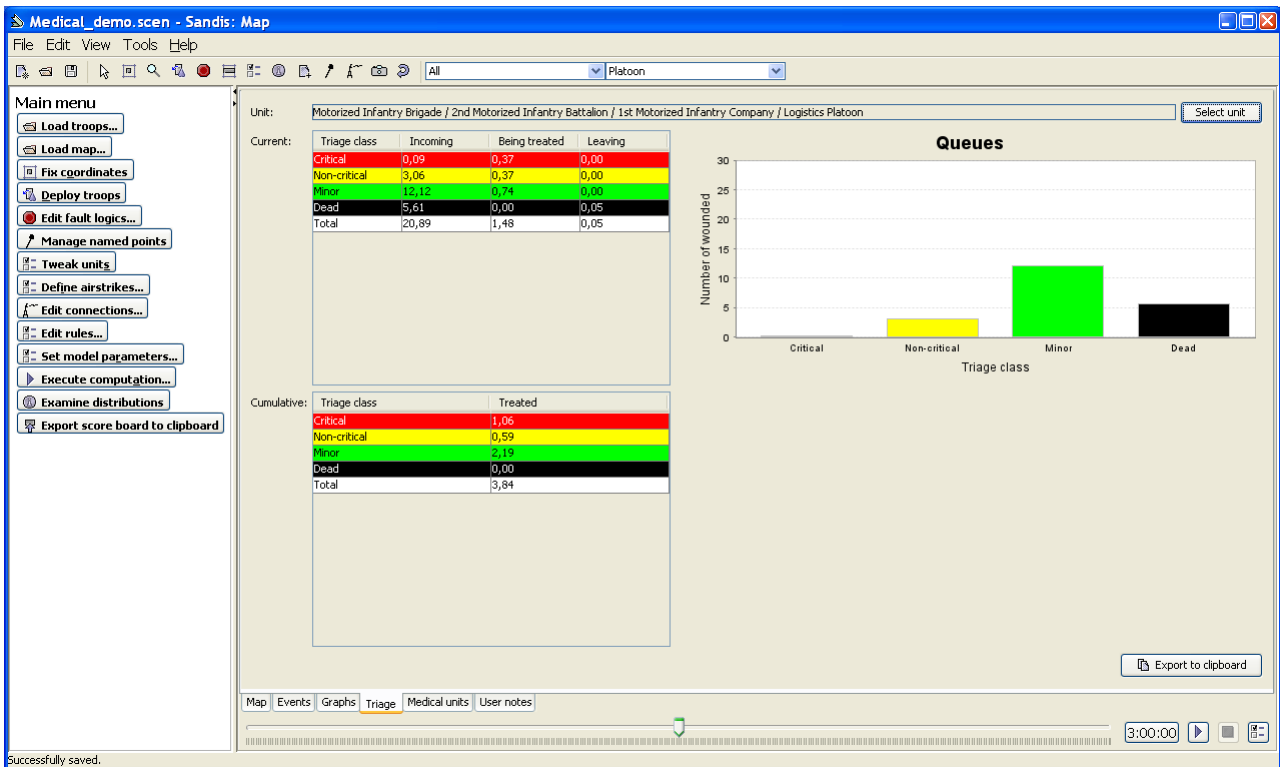 Medical_demo.scen - Sandis: Map
File Edit View Tools Help
All Platoon
Main menu
Load troops...
Load map...
Fix coordinates
Deploy troops
Edit fault logics...
Manage named points
Tweak units
Define airstrikes...
Edit connections...
Edit rules...
Set model parameters...
Execute computation...
Examine distributions
Export score board to clipboard
Unit: Motorized Infantry Brigade / 2nd Motorized Infantry Battalion / 1st Motorized Infantry Company / Logistics Platoon Select unit
Current: Triage class Incoming Being treated Leaving
Critical 0,09 0,37 0,00
Non-critical 3,06 0,37 0,00
Minor 12,12 0,74 0,00
Dead 5,61 0,00 0,05
Total 20,89 1,48 0,05
Queues
Number of wounded
30
25
20
15
10
5
0
Critical Non-critical Minor Dead
Triage class
Cumulative: Triage class Treated
Critical 1,06
Non-critical 0,59
Minor 2,19
Dead 0,00
Total 3,84
Export to clipboard
Map Events Graphs Triage Medical units User notes
3:00:00
Successfully saved.